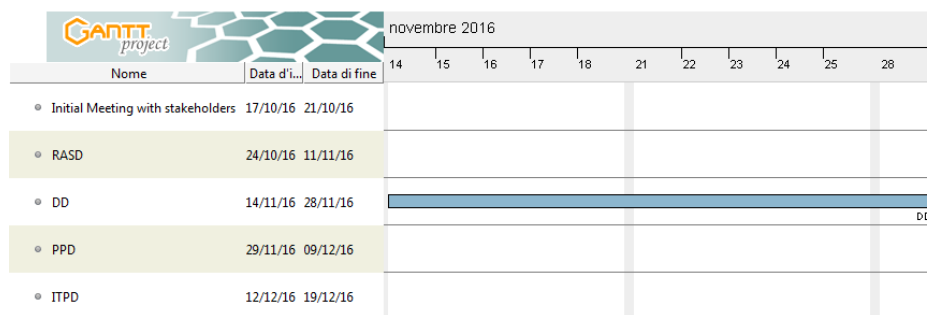 GANTT
project
novembre 2016
14 15 16 17 18 21 22 23 24 25 28
Nome Data d'i... Data di fine
Initial Meeting with stakeholders 17/10/16 21/10/16
RASD 24/10/16 11/11/16
DD 14/11/16 28/11/16
DD
PPD 29/11/16 09/12/16
ITPD 12/12/16 19/12/16